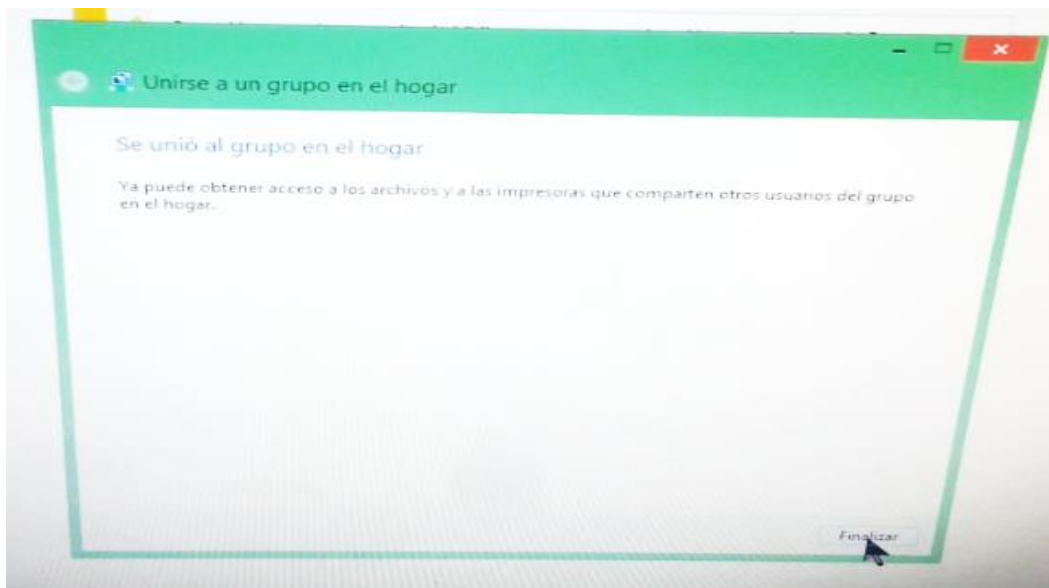 Unirse a un grupo en el hogar
Se unió al grupo en el hogar
Ya puede obtener acceso a los archivos y a las impresoras que comparten otros usuarios del grupo
en el hogar.
Finalizar